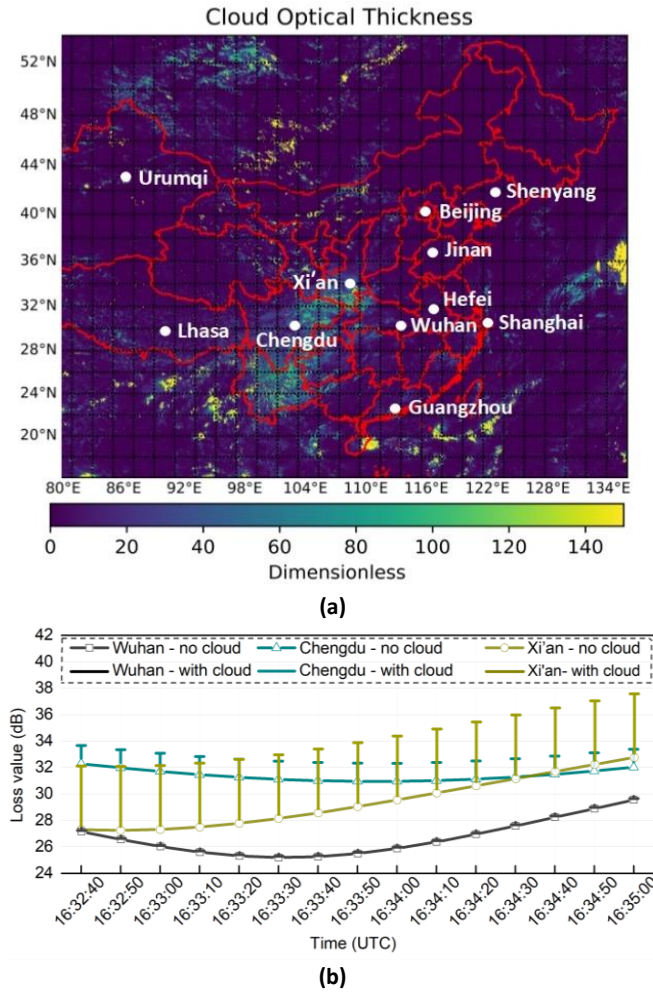 Cloud Optical Thickness
52°N
48°N
44°N
40°N
36°N
32°N
28°N
24°N
20°N
Urumqi
Shenyang
Beijing
Jinan
Xi'an
Hefei
Lhasa
Chengdu
Wuhan
Shanghai
Guangzhou
80°E 86°E 92°E 98°E 104°E 110°E 116°E 122°E 128°E 134°E
0 20 40 60 80 100 120 140
Dimensionless
(a)
Wuhan - no cloud Chengdu - no cloud Xi'an - no cloud
Wuhan - with cloud Chengdu - with cloud Xi'an- with cloud
Loss value (dB)
42
40
38
36
34
32
30
28
26
24
16:32:40 16:32:50 16:33:00 16:33:10 16:33:20 16:33:30 16:33:40 16:33:50 16:34:00 16:34:10 16:34:20 16:34:30 16:34:40 16:34:50 16:35:00
Time (UTC)
(b)